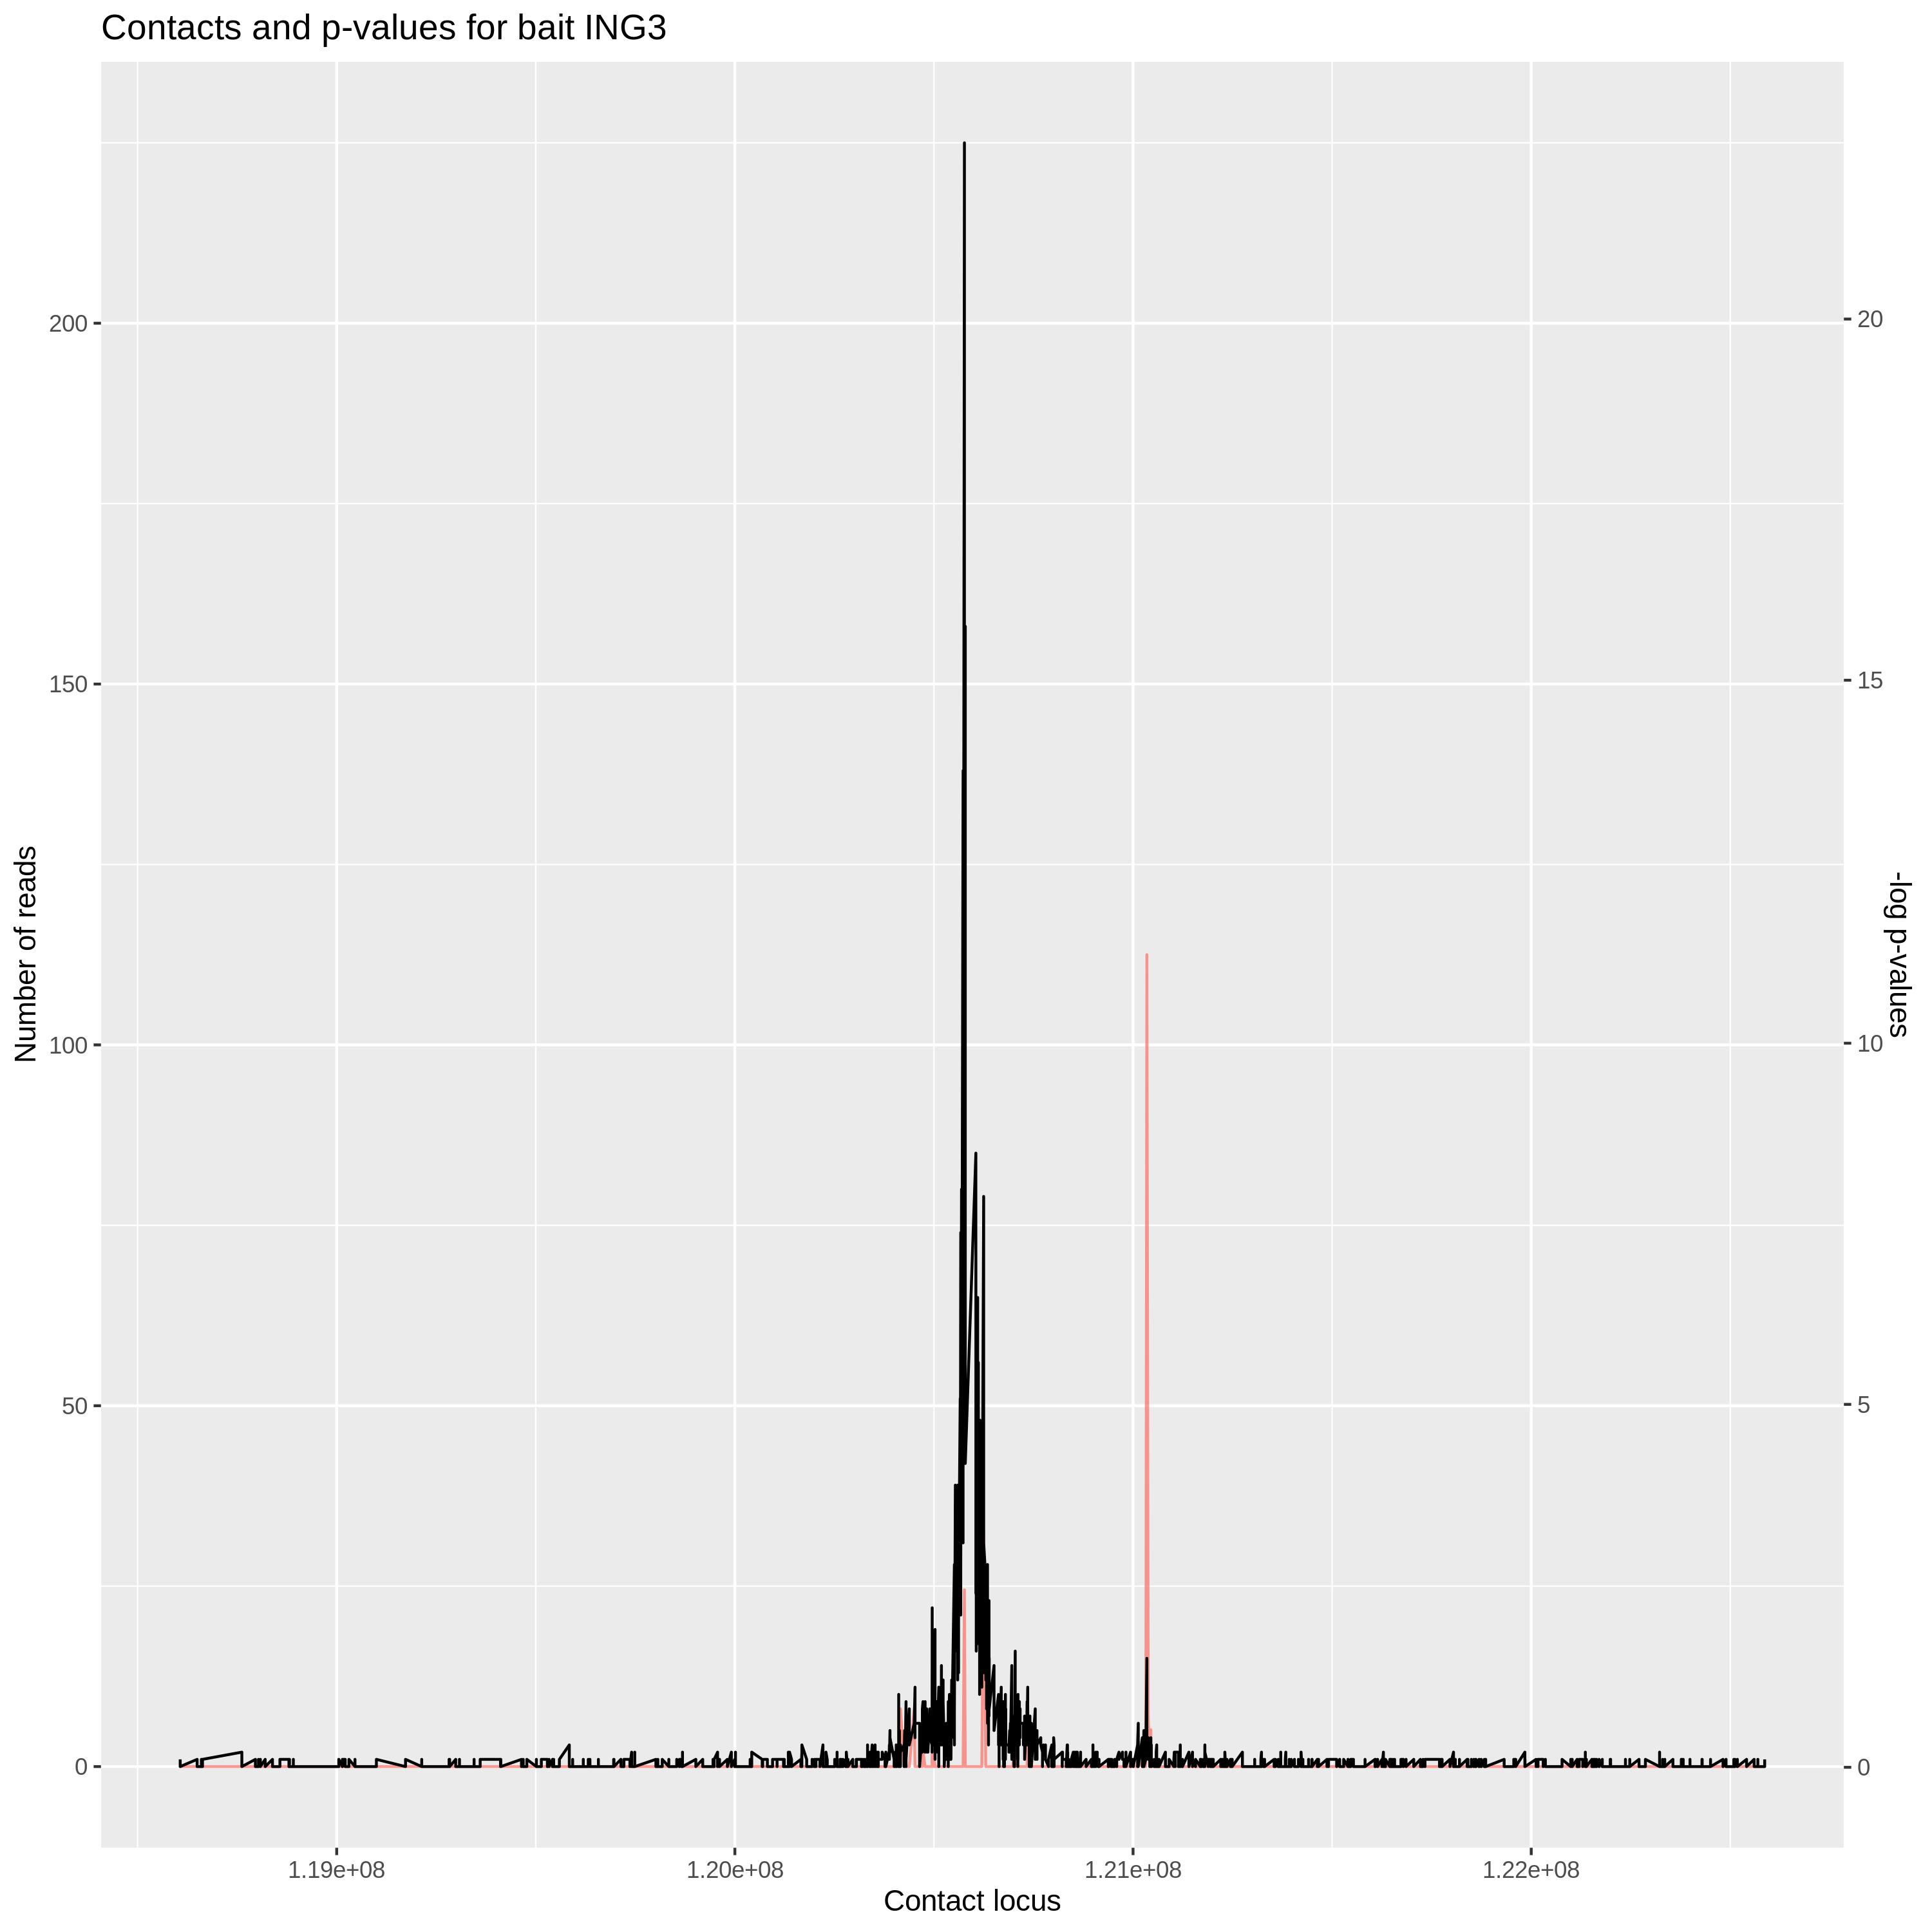 Contacts and p-values for bait ING3
Number of reads
200
150
100
50
0
20
15
10
5
0
-log p-values
1.19e+08
1.20e+08
1.21e+08
1.22e+08
Contact locus